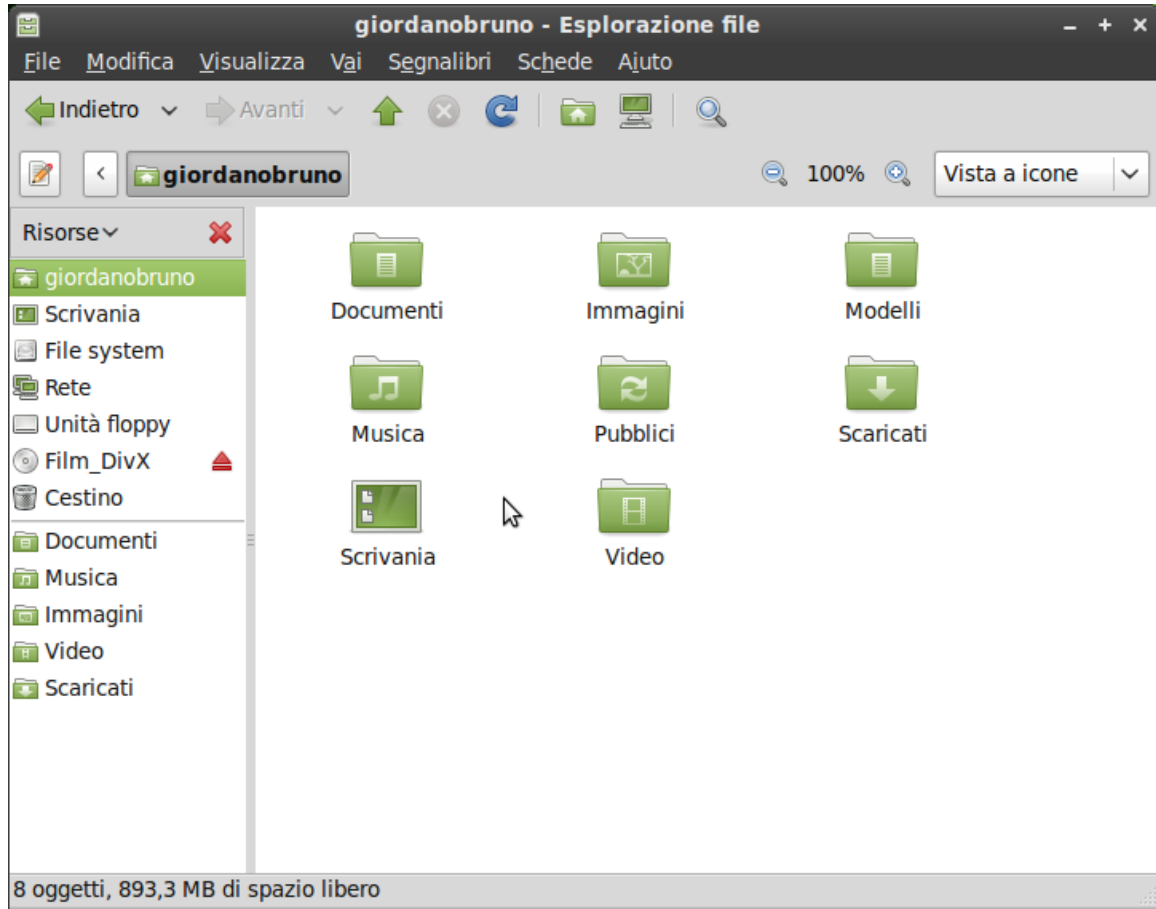 giordanobruno - Esplorazione file
File Modifica Visualizza Vai Segnalibri Schede Aiuto
Indietro Avanti
giordanobruno 100% Vista a icone
Risorse
giordanobruno
Scrivania
File system
Rete
Unità floppy
Film_DivX
Cestino
Documenti
Musica
Immagini
Video
Scaricati
Documenti Immagini Modelli
Musica Pubblici Scaricati
Scrivania Video
8 oggetti, 893,3 MB di spazio libero